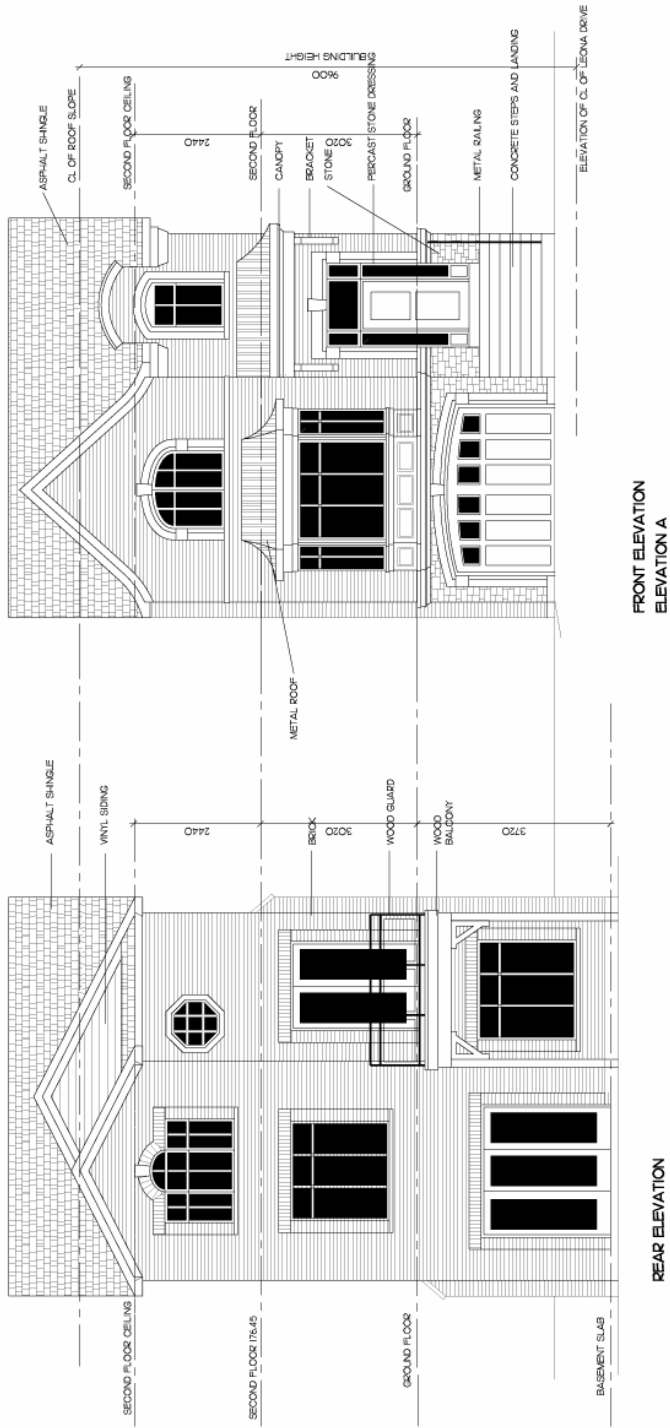 ASPHALT SHINGLE
CL OF ROOF SLOPE
SECOND FLOOR CEILING
2440
SECOND FLOOR
CANOPY
BRACKET
STONE
3020
PERCAST STONE DRESSING
GROUND FLOOR
METAL RAILING
CONCRETE STEPS AND LANDING
ELEVATION OF CL OF LEONA DRIVE
9600
BUILDING HEIGHT
METAL ROOF
FRONT ELEVATION
ELEVATION A
ASPHALT SHINGLE
VINYL SIDING
2440
BRICK
3020
WOOD GUARD
WOOD
BALCONY
3720
SECOND FLOOR CEILING
SECOND FLOOR 176.45
GROUND FLOOR
BASEMENT SLAB
REAR ELEVATION